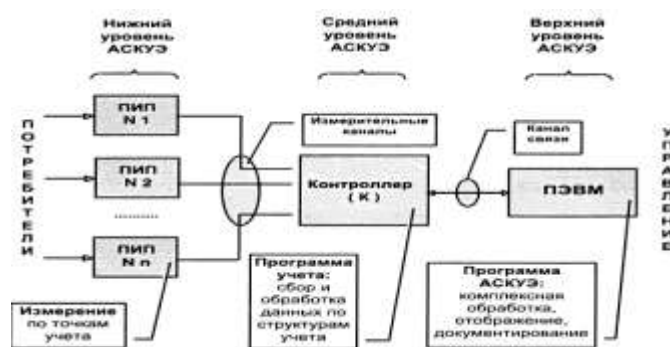 Нижний
уровень
АСКУЭ
Средний
уровень
АСКУЭ
Верхний
уровень
АСКУЭ
ПОТРЕБИТЕЛИ
ПИП
N 1
ПИП
N 2
..........
ПИП
N n
Измерительные
каналы
Контроллер
( К )
Канал
связи
ПЭВМ
УПРАВЛЕНИЕ
Измерение
по точкам
учета
Программа
учета:
сбор и
обработка
данных по
структурам
учета
Программа
АСКУЭ:
комплексная
обработка,
отображение,
документирование